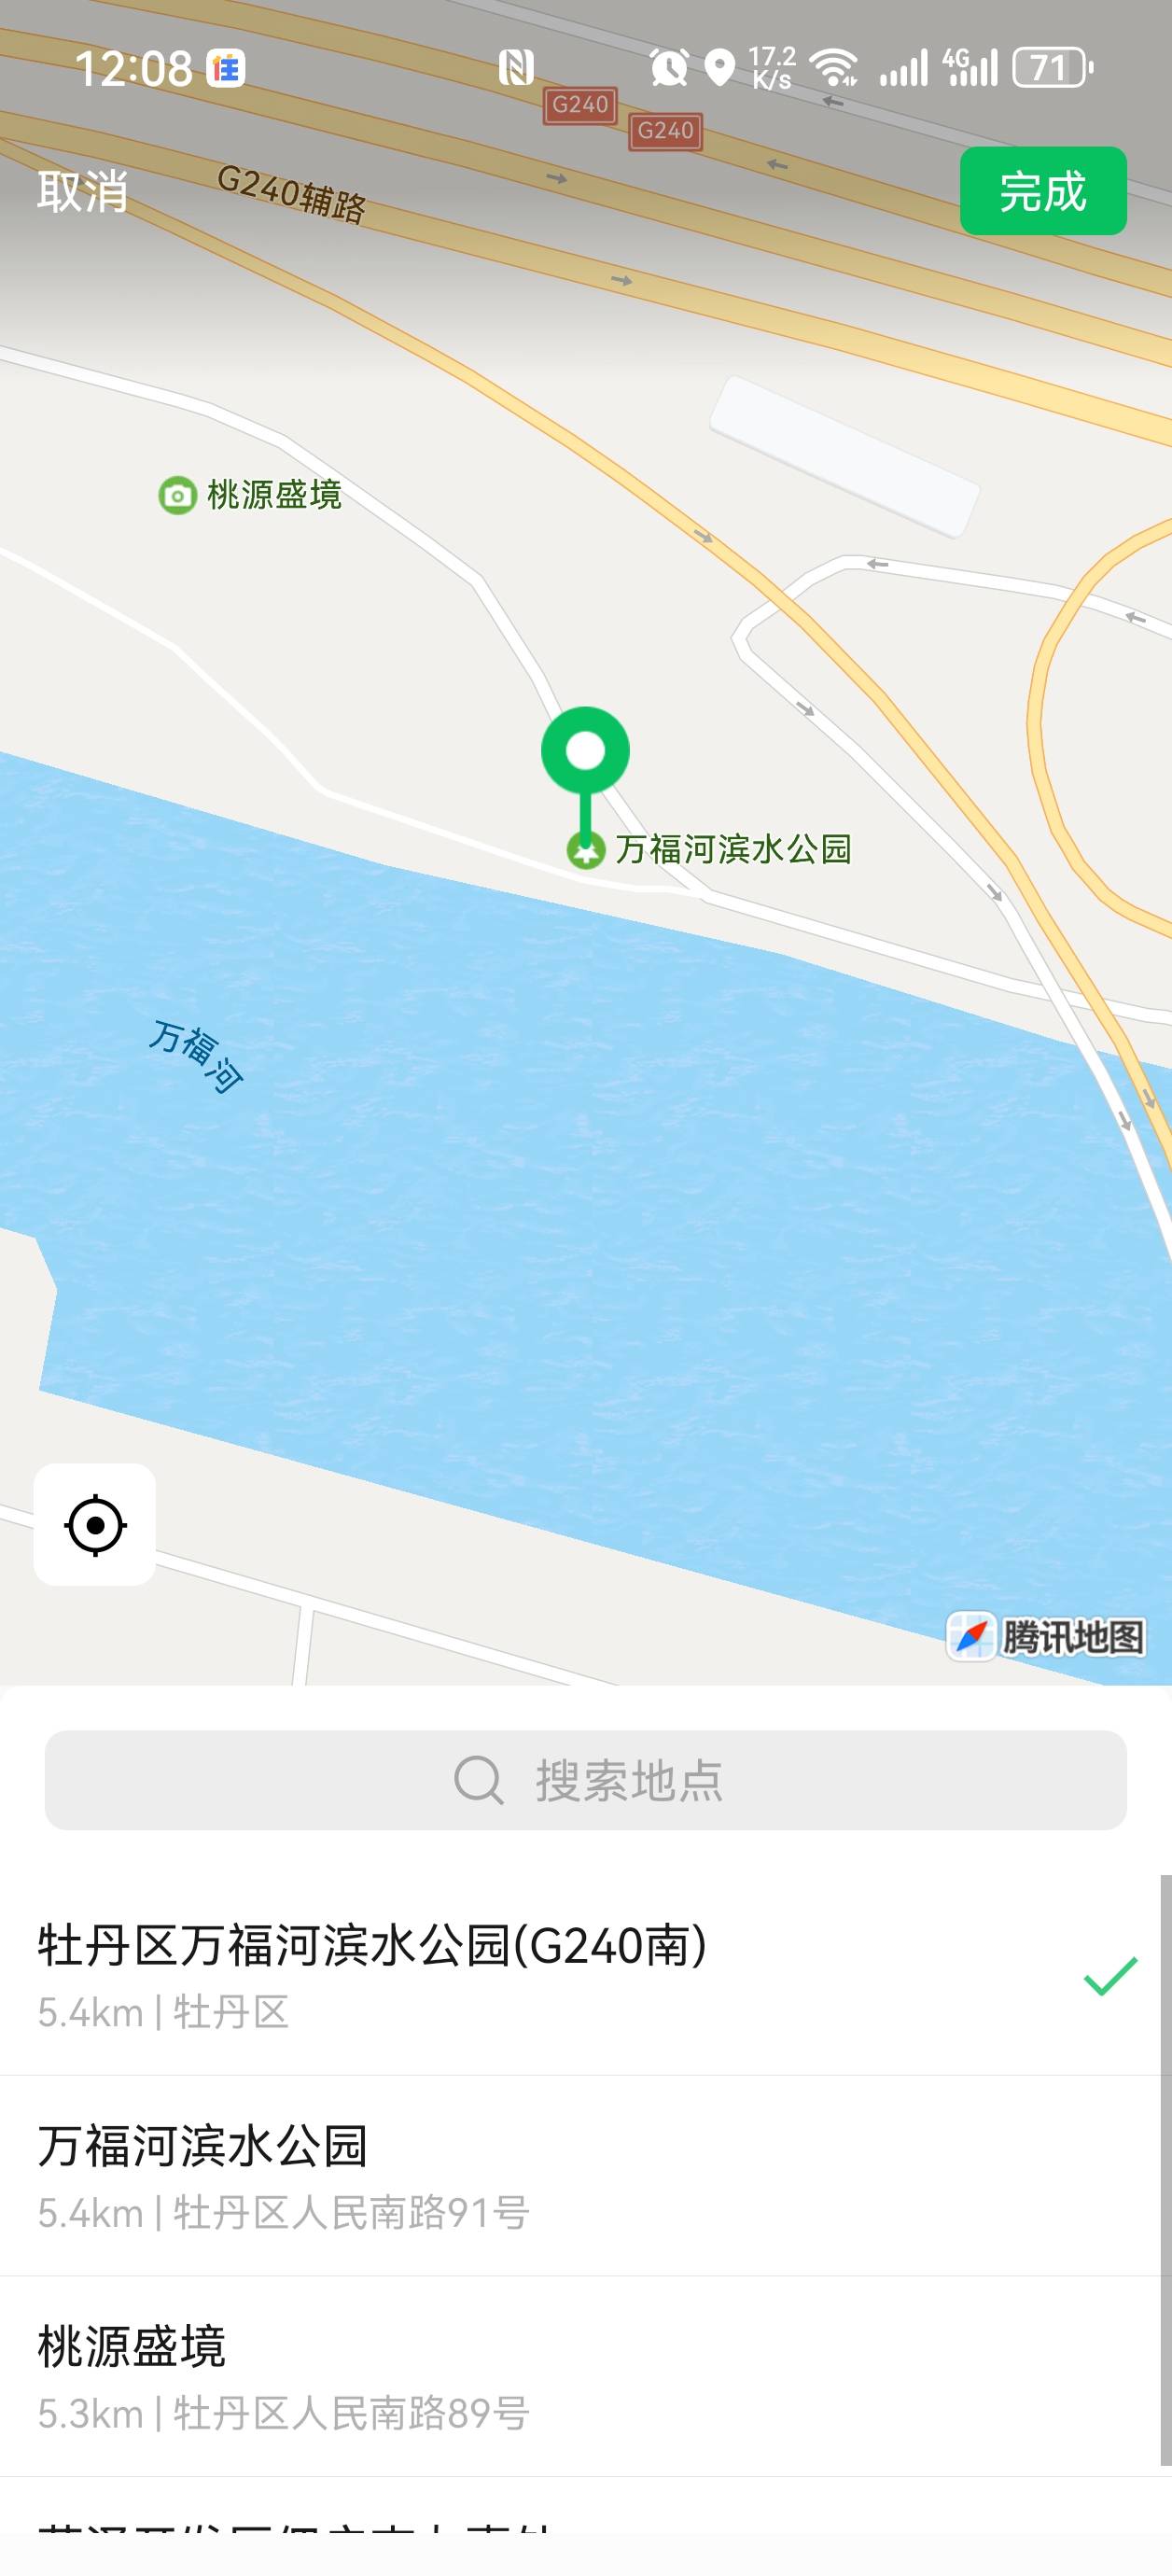 12:08
17.2
K/s
4G
71
G240
G240
取消
G240辅路
完成
桃源盛境
万福河滨水公园
万福河
腾讯地图
搜索地点
牡丹区万福河滨水公园(G240南)
5.4km | 牡丹区
万福河滨水公园
5.4km | 牡丹区人民南路91号
桃源盛境
5.3km | 牡丹区人民南路89号